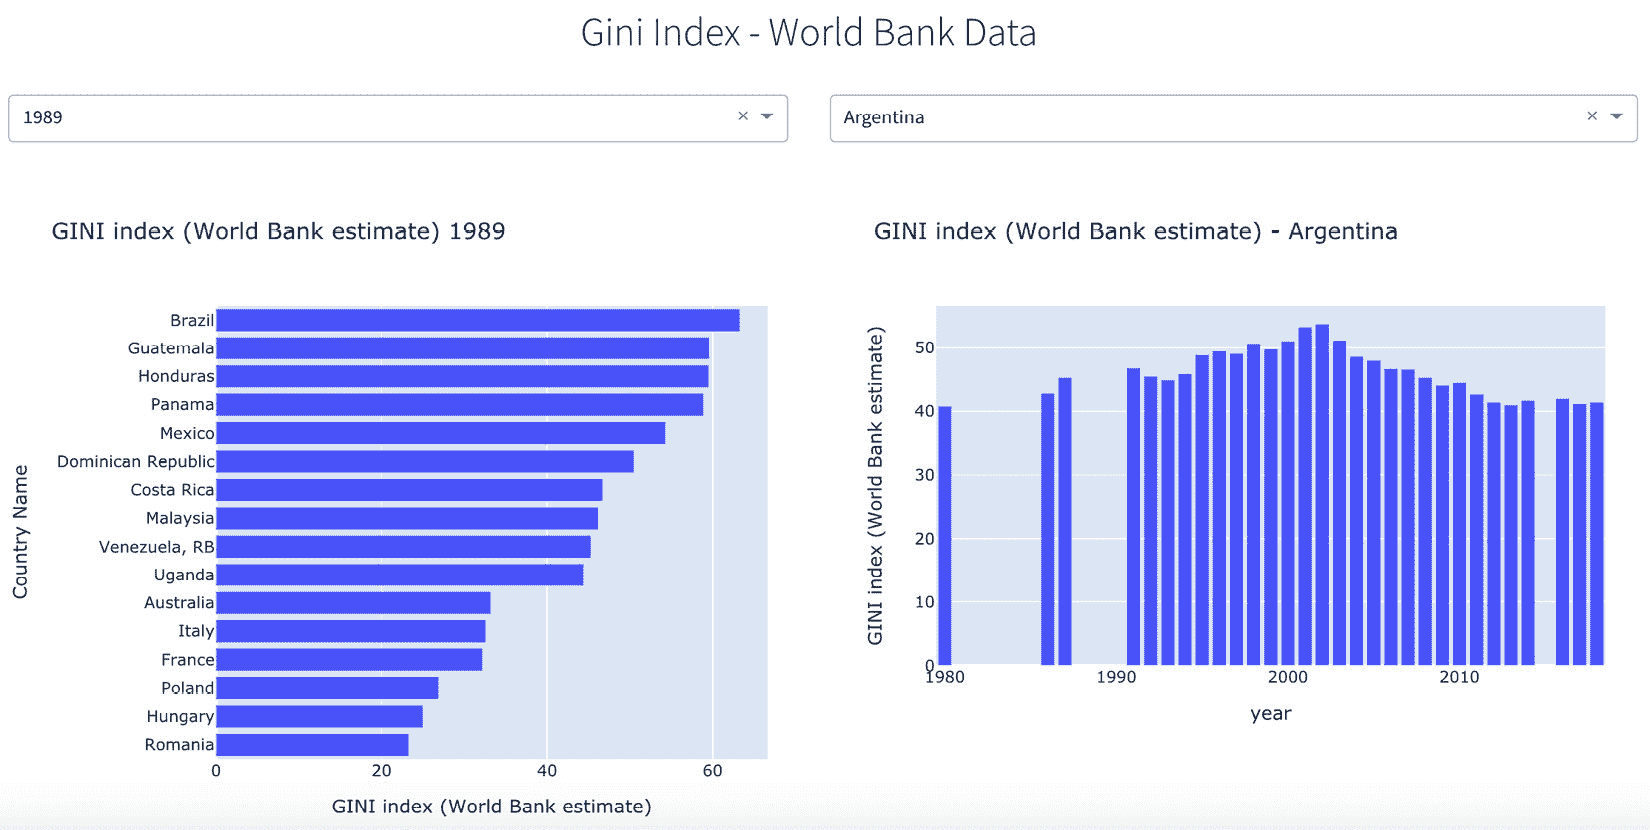 Gini Index - World Bank Data
1989
Argentina
GINI index (World Bank estimate) 1989
Country Name
Brazil
Guatemala
Honduras
Panama
Mexico
Dominican Republic
Costa Rica
Malaysia
Venezuela, RB
Uganda
Australia
Italy
France
Poland
Hungary
Romania
0 20 40 60
GINI index (World Bank estimate)
GINI index (World Bank estimate) - Argentina
GINI index (World Bank estimate)
50
40
30
20
10
0
1980 1990 2000 2010
year